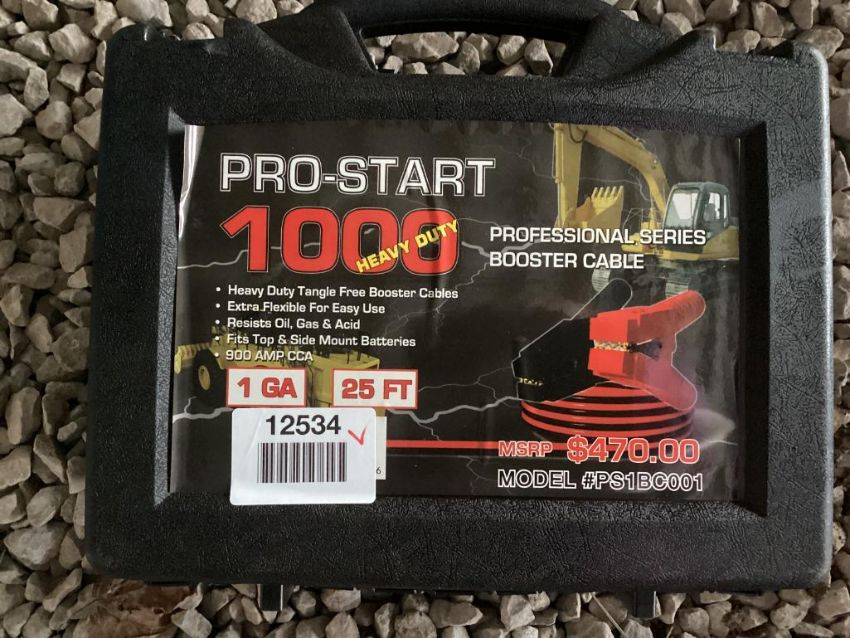 PRO-START
1000
HEAVY DUTY
PROFESSIONAL SERIES
BOOSTER CABLE
• Heavy Duty Tangle Free Booster Cables
• Extra Flexible For Easy Use
• Resists Oil, Gas & Acid
• Fits Top & Side Mount Batteries
• 900 AMP CCA
1 GA
25 FT
12534
6
MSRP $470.00
MODEL #PS1BC001